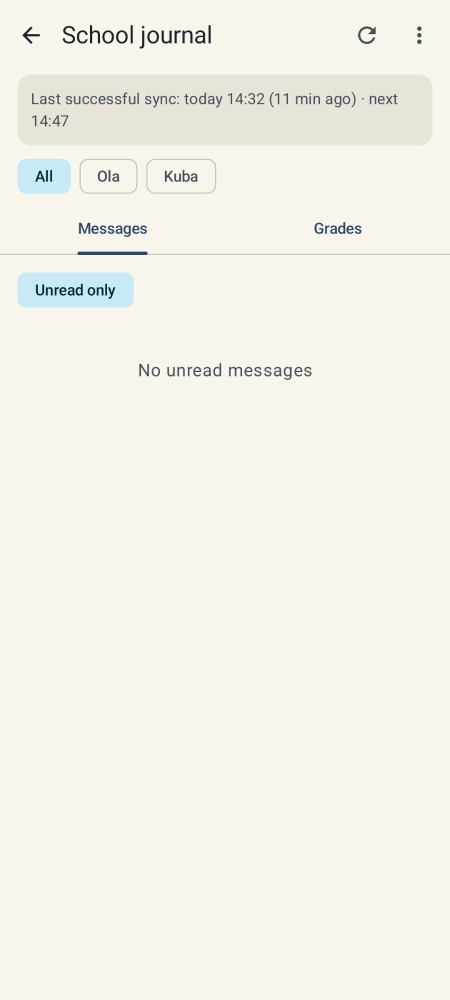 School journal
Last successful sync: today 14:32 (11 min ago) · next
14:47
All
Ola
Kuba
Messages
Grades
Unread only
No unread messages